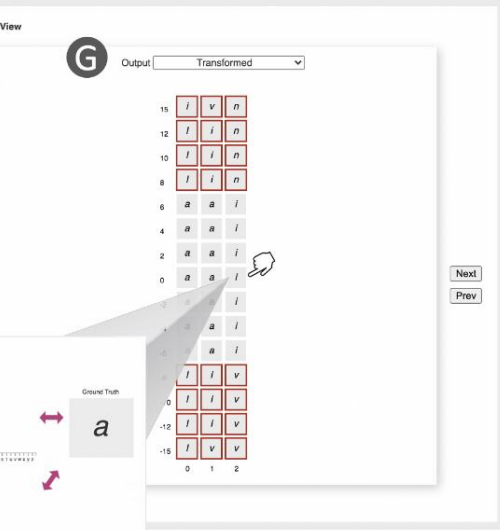 View
G
Output Transformed
15 i v n
12 l i n
10 l i n
8 l i n
6 a a i
4 a a i
2 a a i
0 a a i
-2 a a i
a i
a i
l i v
l i v
-12 l i v
-15 l v v
0 1 2
Next
Prev
Ground Truth
a